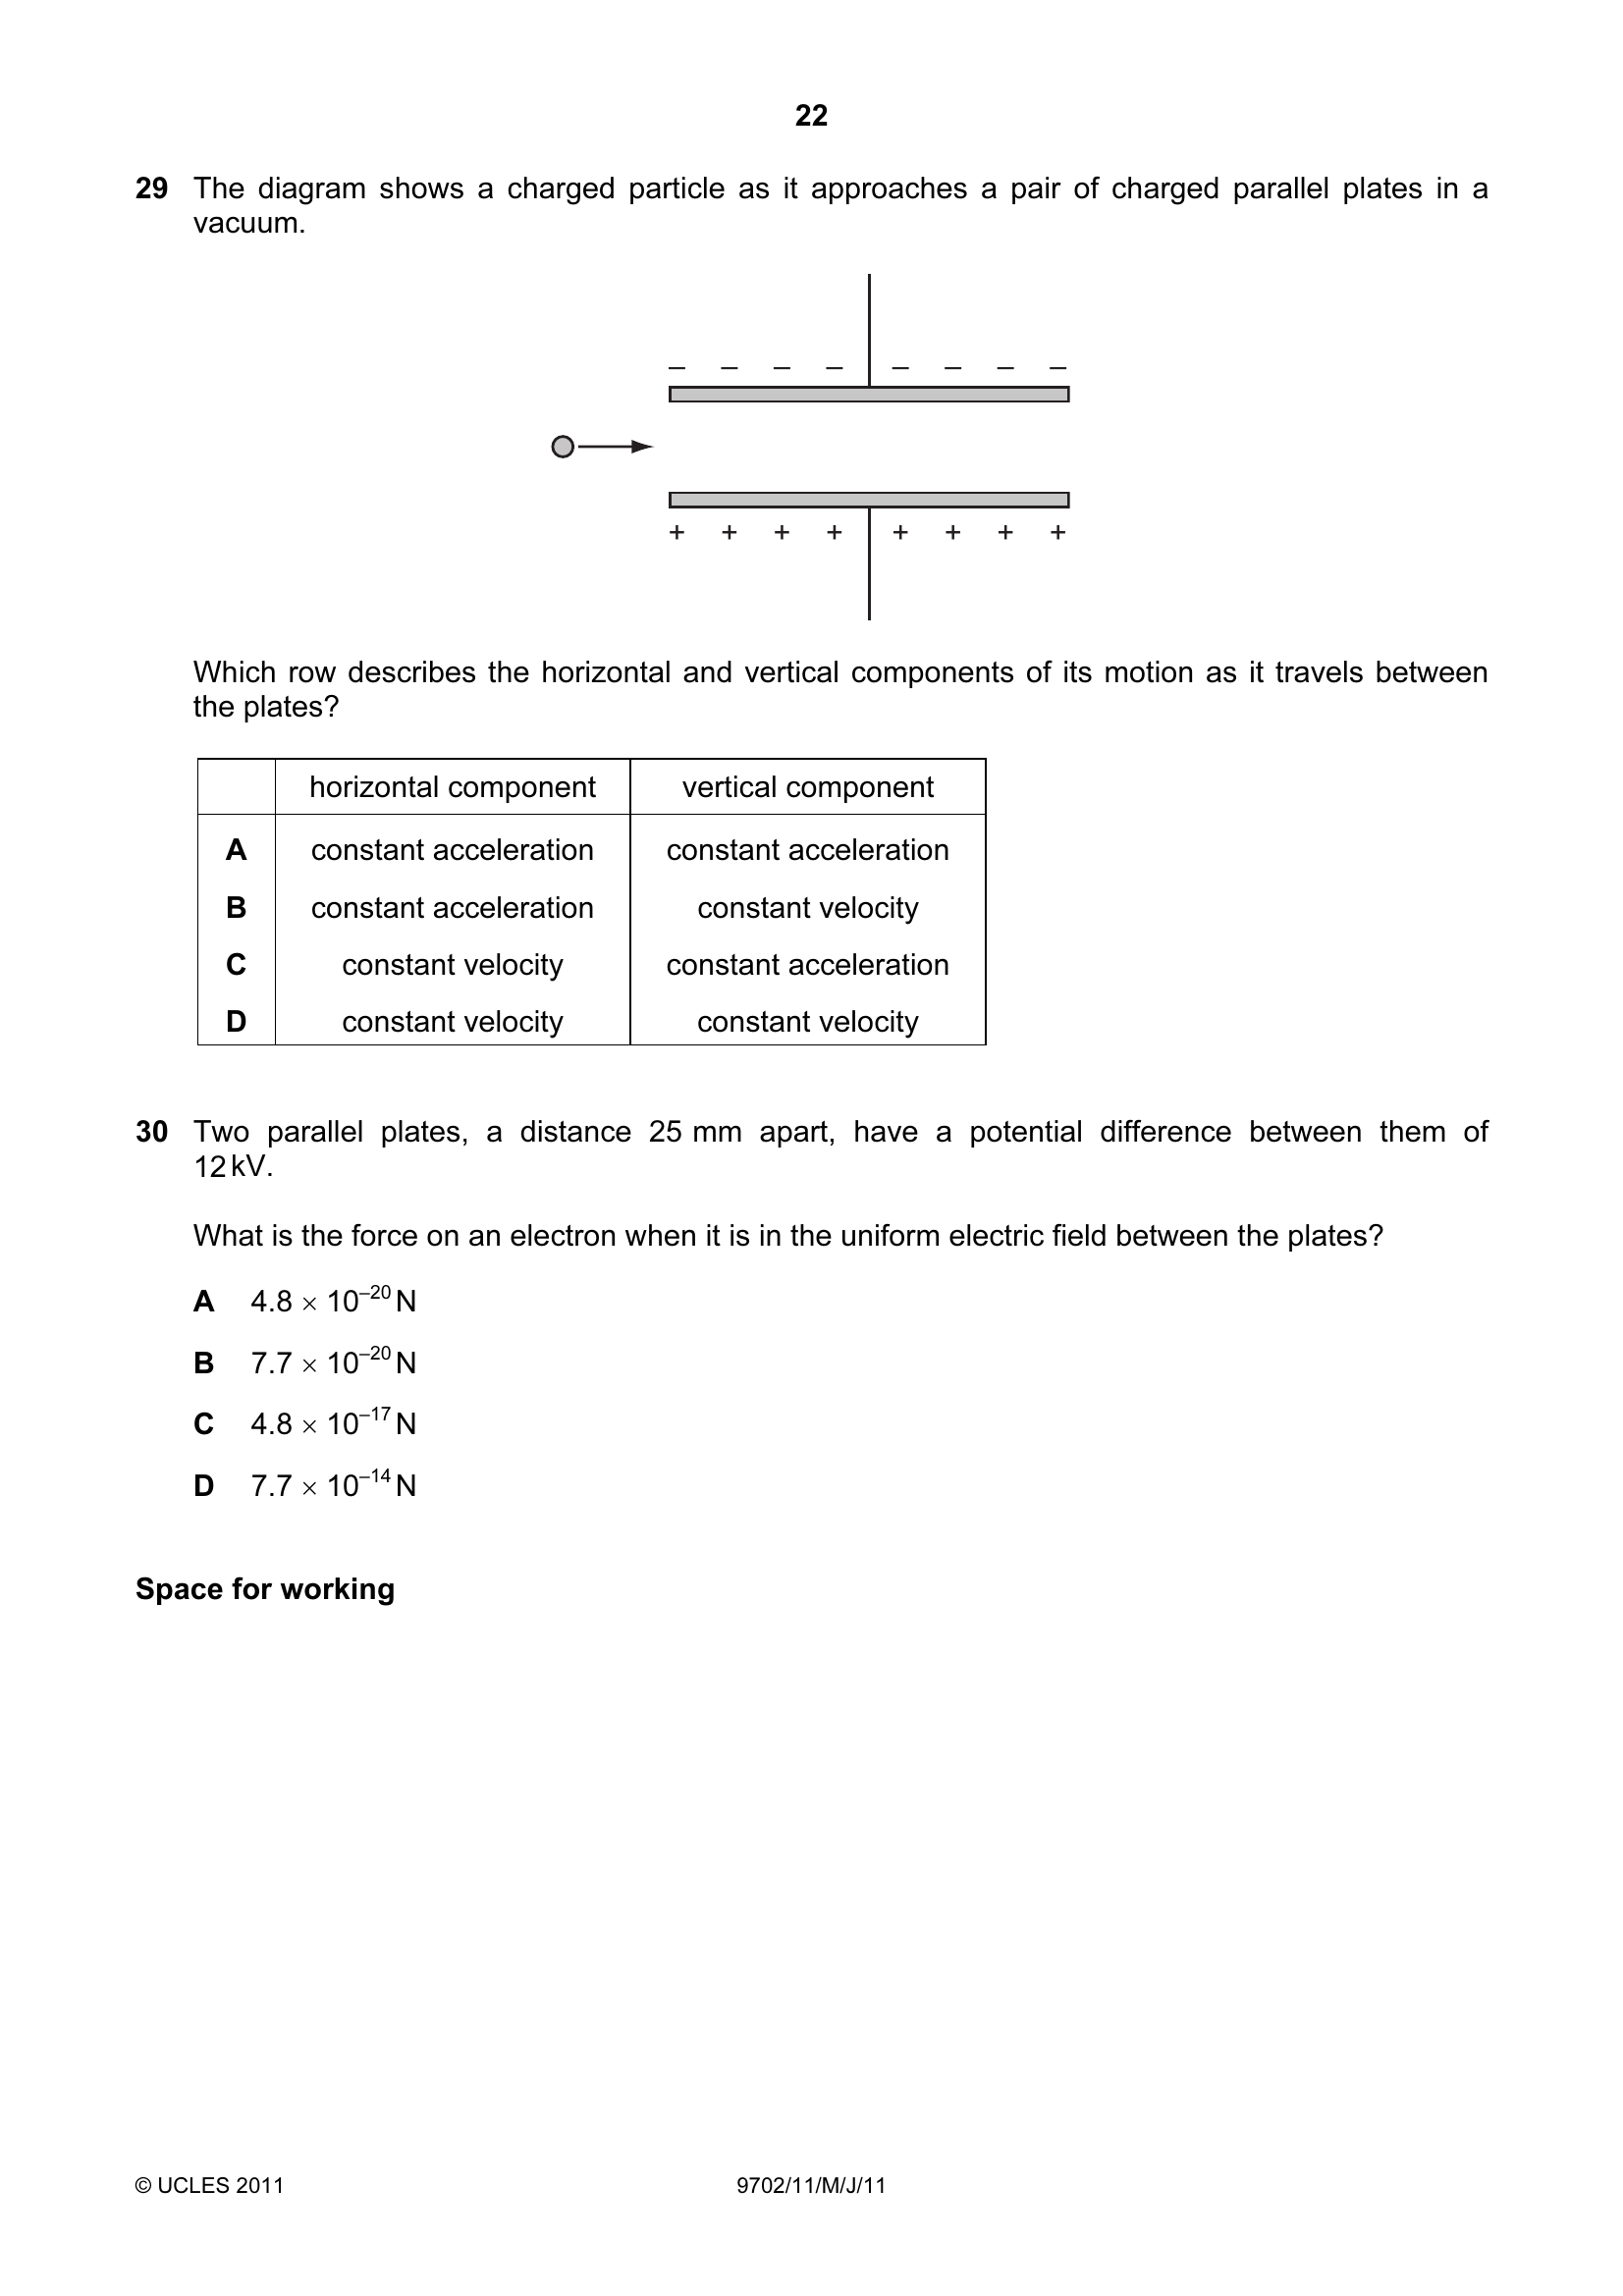 22
29 The diagram shows a charged particle as it approaches a pair of charged parallel plates in a
vacuum.
– – – – – – – –
+ + + + + + + +
Which row describes the horizontal and vertical components of its motion as it travels between
the plates?
horizontal component vertical component
A constant acceleration constant acceleration
B constant acceleration constant velocity
C constant velocity constant acceleration
D constant velocity constant velocity
30 Two parallel plates, a distance 25 mm apart, have a potential difference between them of
12 kV.
What is the force on an electron when it is in the uniform electric field between the plates?
A 4.8 × 10⁻²⁰ N
B 7.7 × 10⁻²⁰ N
C 4.8 × 10⁻¹⁷ N
D 7.7 × 10⁻¹⁴ N
Space for working
© UCLES 2011 9702/11/M/J/11